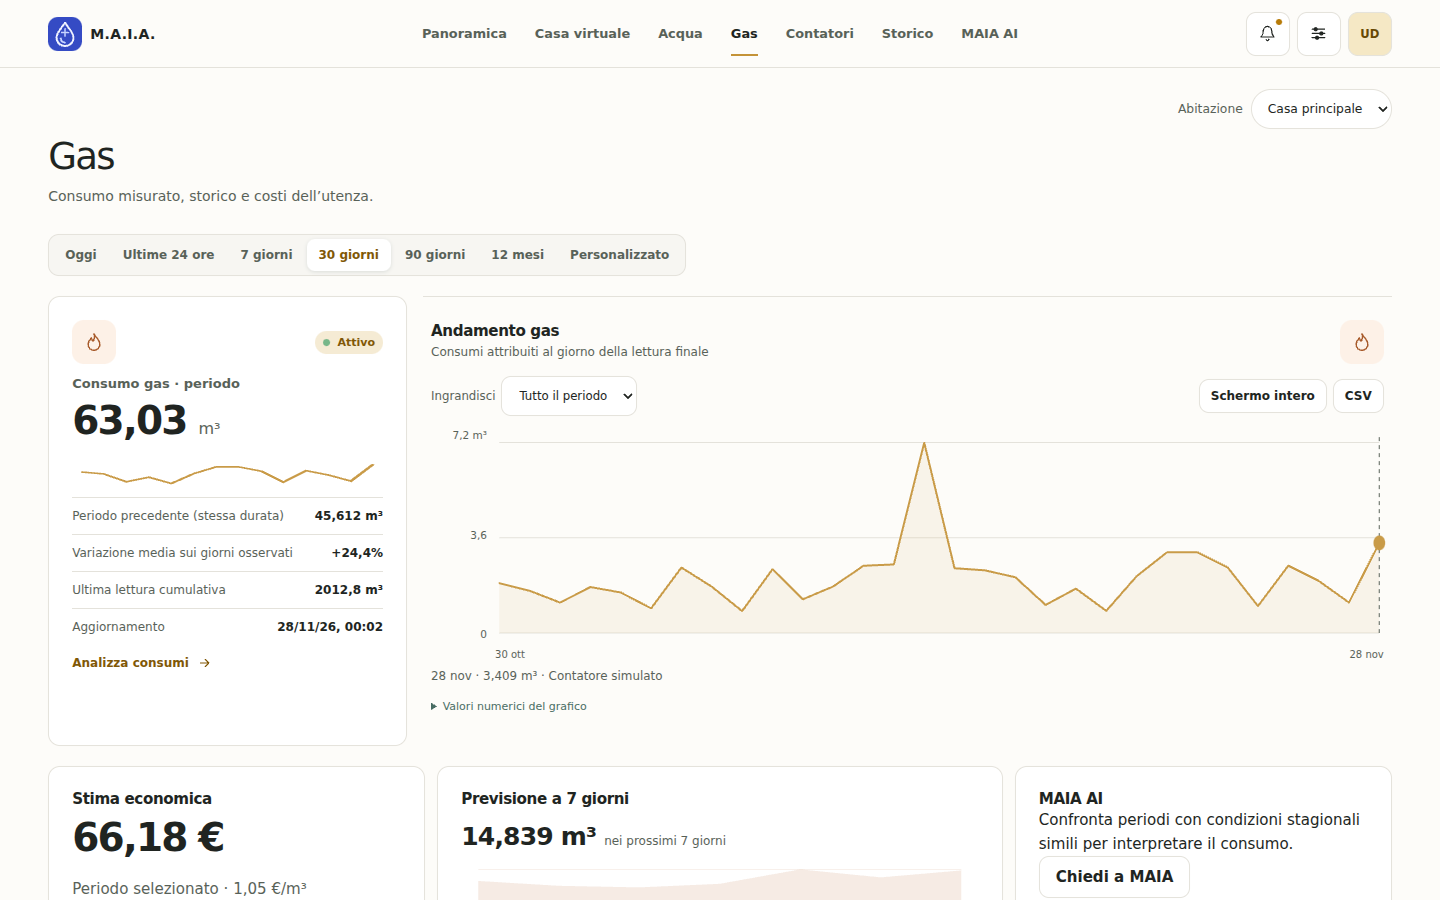 M.A.I.A.
Panoramica Casa virtuale Acqua Gas Contatori Storico MAIA AI
UD
Abitazione Casa principale
Gas
Consumo misurato, storico e costi dell’utenza.
Oggi Ultime 24 ore 7 giorni 30 giorni 90 giorni 12 mesi Personalizzato
Attivo
Consumo gas · periodo
63,03 m³
Periodo precedente (stessa durata) 45,612 m³
Variazione media sui giorni osservati +24,4%
Ultima lettura cumulativa 2012,8 m³
Aggiornamento 28/11/26, 00:02
Analizza consumi
Andamento gas
Consumi attribuiti al giorno della lettura finale
Ingrandisci Tutto il periodo Schermo intero CSV
7,2 m³
3,6
0
30 ott 28 nov
28 nov · 3,409 m³ · Contatore simulato
Valori numerici del grafico
Stima economica
66,18 €
Periodo selezionato · 1,05 €/m³
Previsione a 7 giorni
14,839 m³ nei prossimi 7 giorni
MAIA AI
Confronta periodi con condizioni stagionali
simili per interpretare il consumo.
Chiedi a MAIA